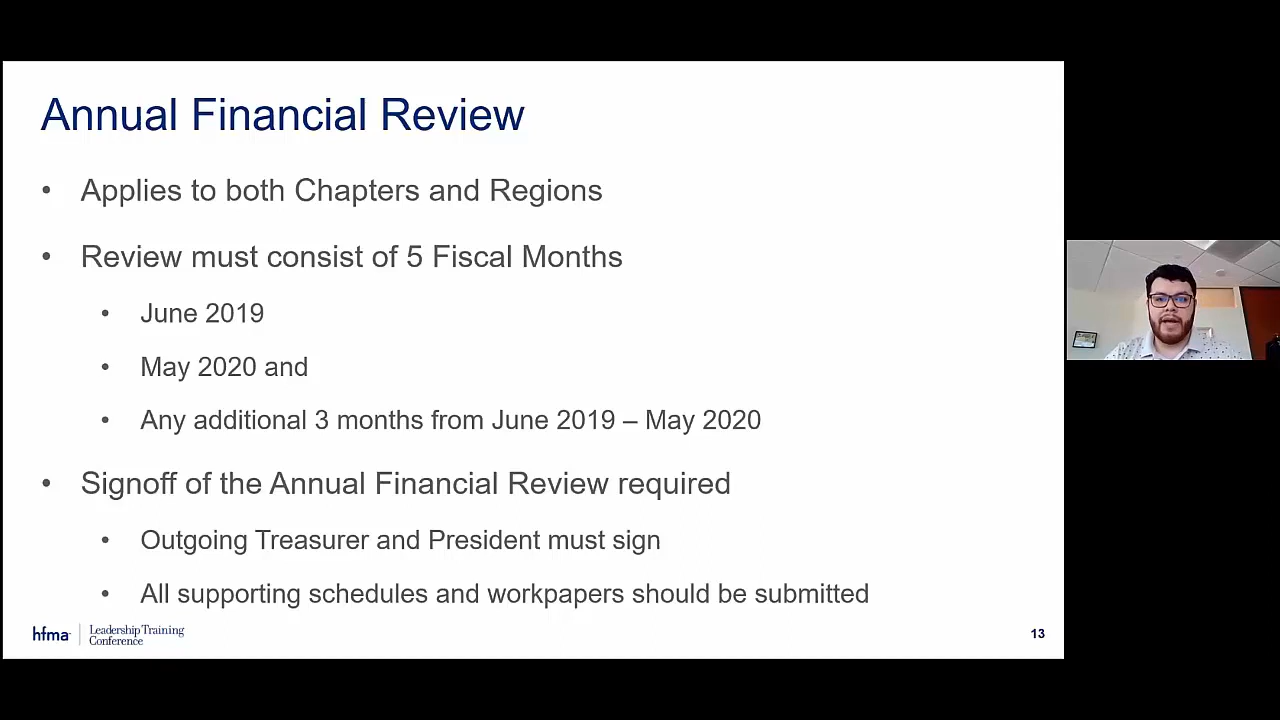 Annual Financial Review
• Applies to both Chapters and Regions
• Review must consist of 5 Fiscal Months
• June 2019
• May 2020 and
• Any additional 3 months from June 2019 – May 2020
• Signoff of the Annual Financial Review required
• Outgoing Treasurer and President must sign
• All supporting schedules and workpapers should be submitted
hfma
Leadership Training
Conference
13